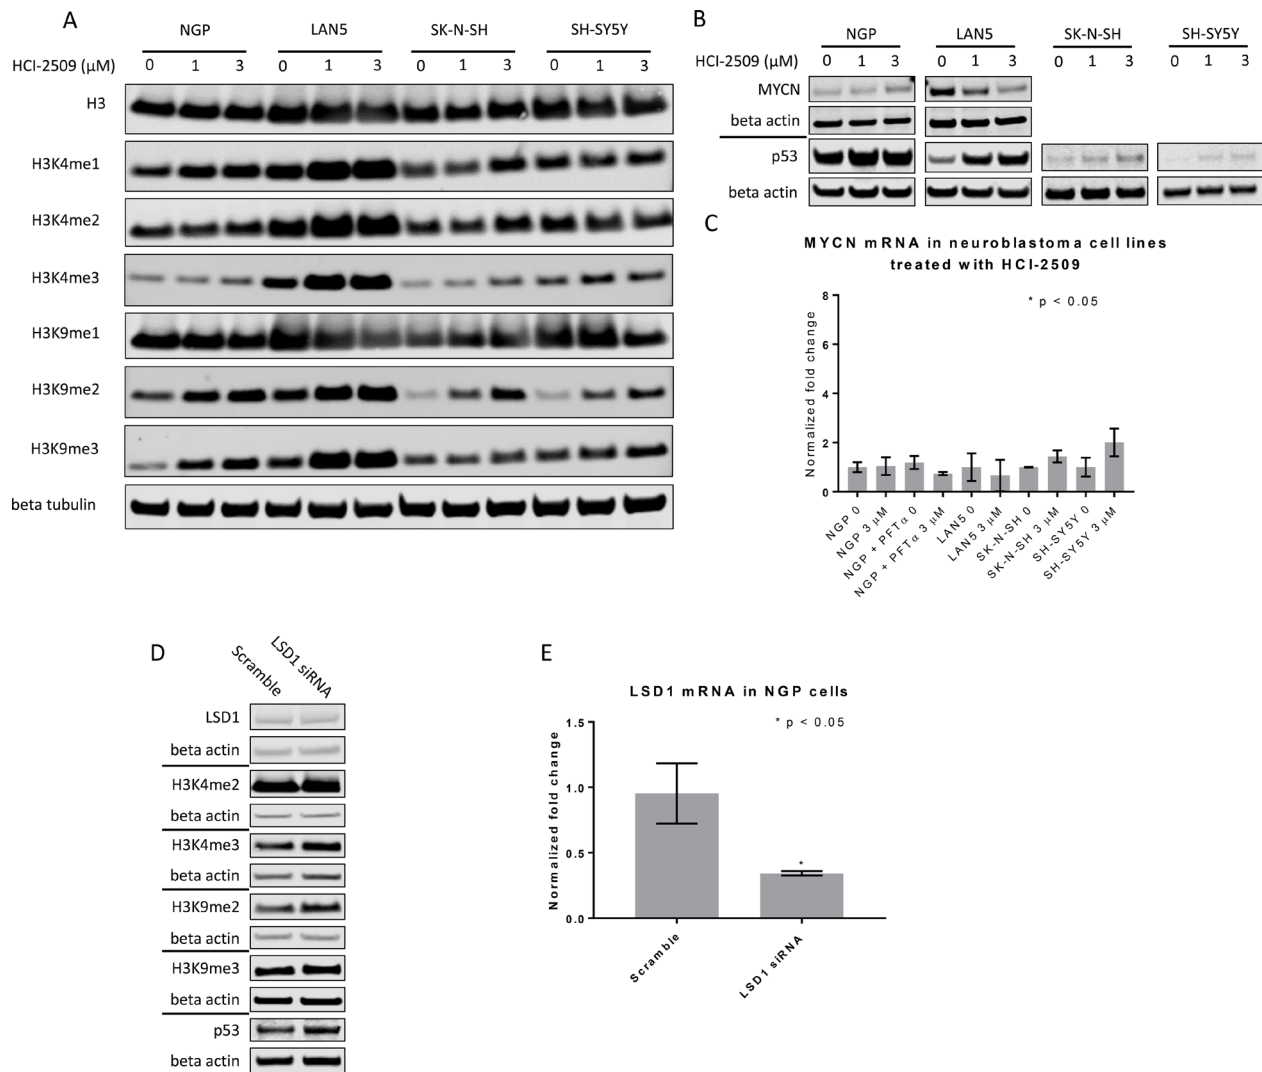 A
NGP LAN5 SK-N-SH SH-SY5Y
HCI-2509 (μM) 0 1 3 0 1 3 0 1 3 0 1 3
H3
H3K4me1
H3K4me2
H3K4me3
H3K9me1
H3K9me2
H3K9me3
beta tubulin
B
NGP LAN5 SK-N-SH SH-SY5Y
HCI-2509 (μM) 0 1 3 0 1 3 0 1 3 0 1 3
MYCN
beta actin
p53
beta actin
C
MYCN mRNA in neuroblastoma cell lines
treated with HCI-2509
* p < 0.05
Normalized fold change
8
6
4
2
0
NGP 0
NGP 3 μM
NGP + PFTα 0
NGP + PFTα 3 μM
LAN5 0
LAN5 3 μM
SK-N-SH 0
SK-N-SH 3 μM
SH-SY5Y 0
SH-SY5Y 3 μM
D
Scramble
LSD1 siRNA
LSD1
beta actin
H3K4me2
beta actin
H3K4me3
beta actin
H3K9me2
beta actin
H3K9me3
beta actin
p53
beta actin
E
LSD1 mRNA in NGP cells
* p < 0.05
Normalized fold change
1.5
1.0
0.5
0.0
*
Scramble
LSD1 siRNA